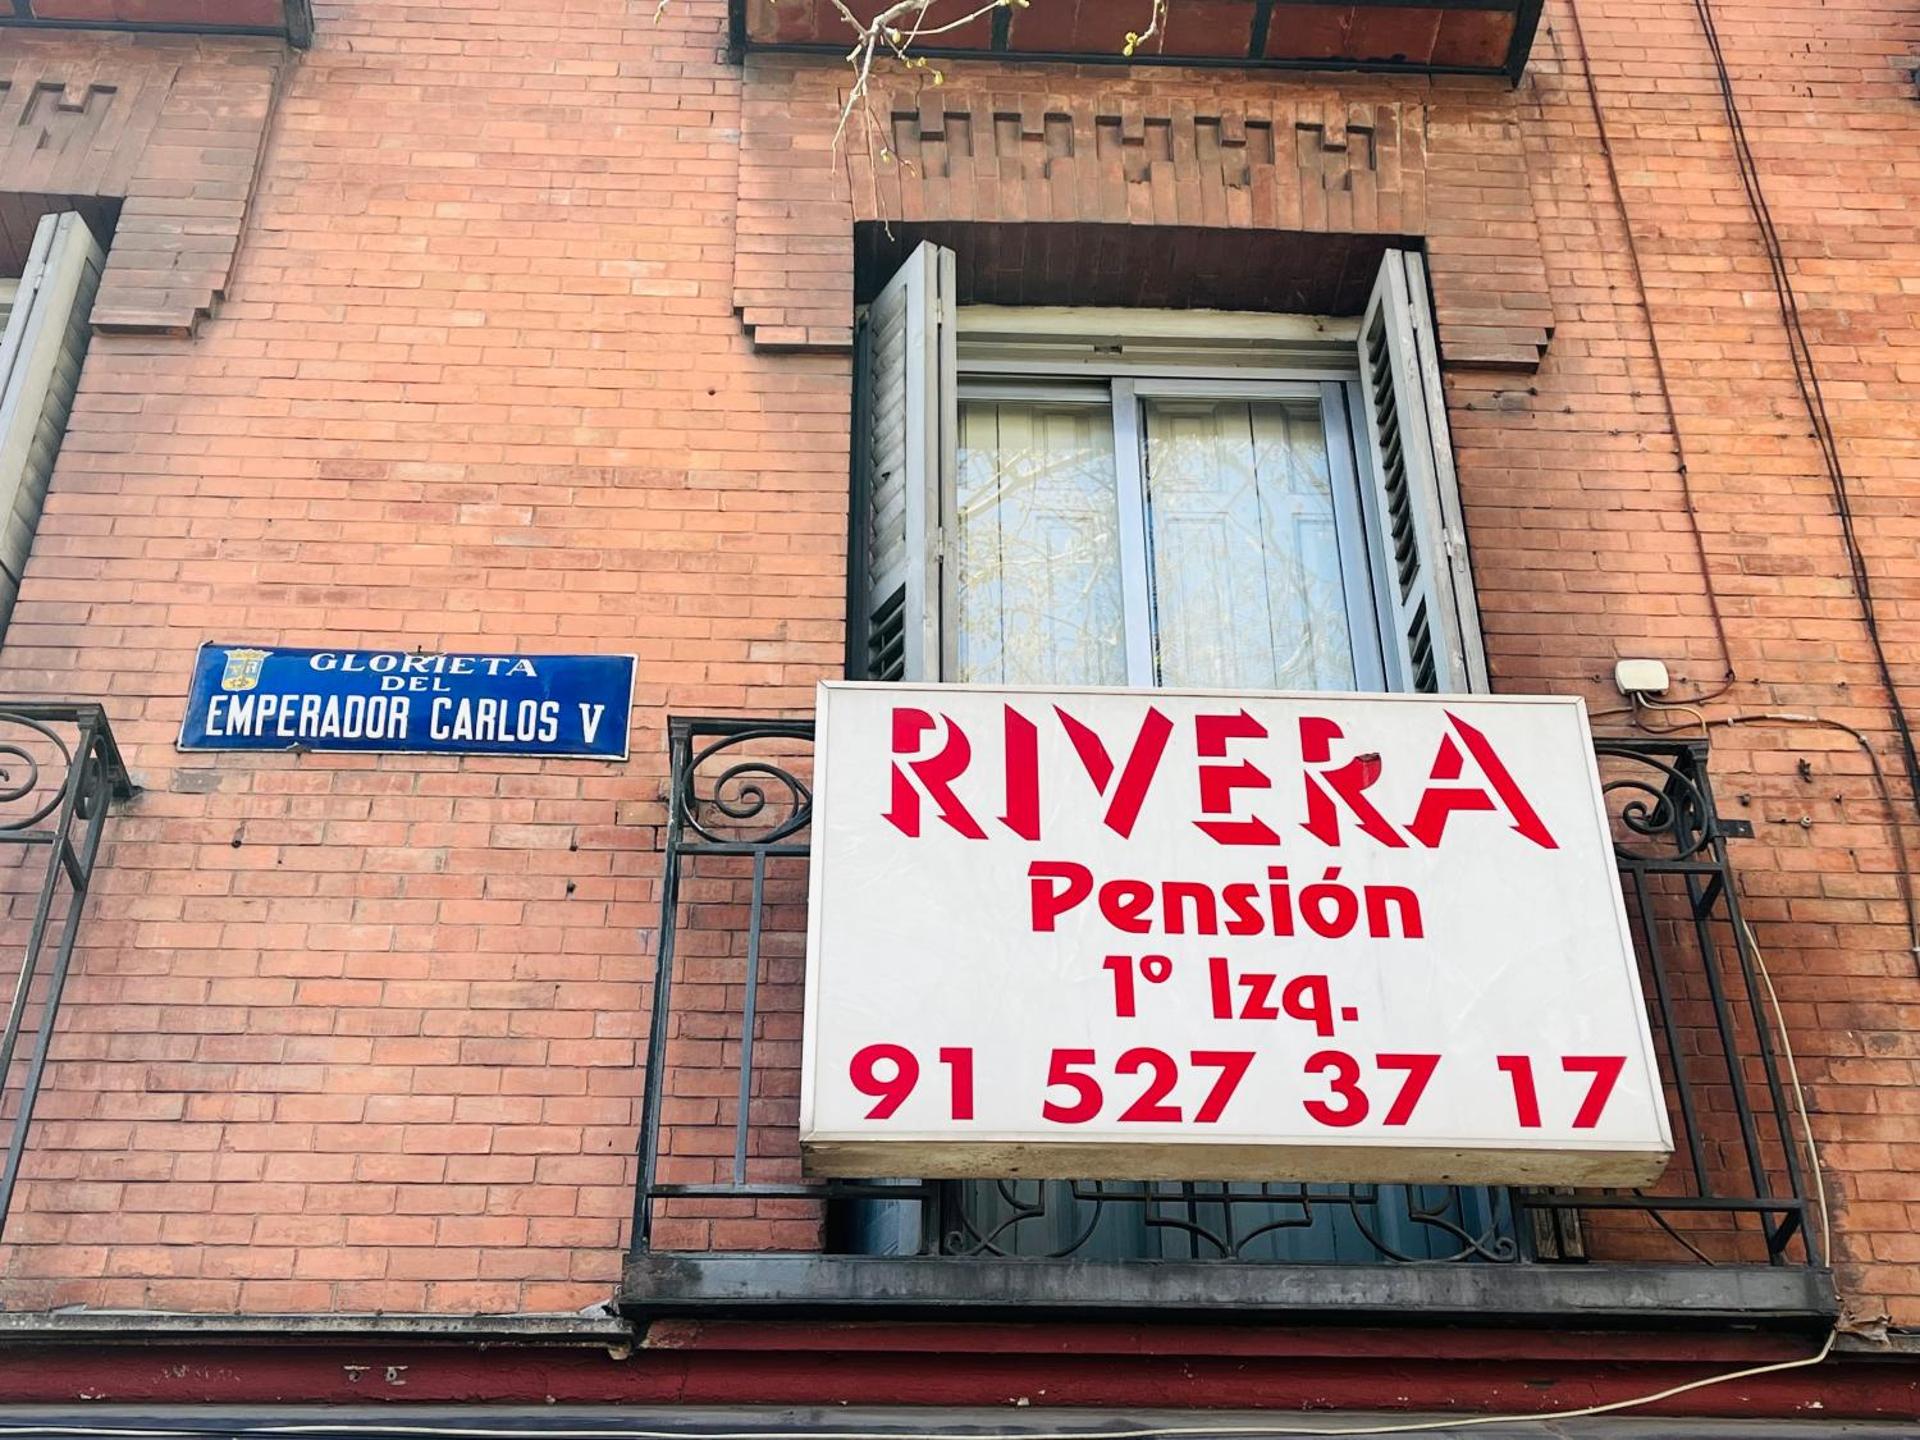 GLORIETA
DEL
EMPERADOR CARLOS V
RIVERA
Pensión
1º Izq.
91 527 37 17